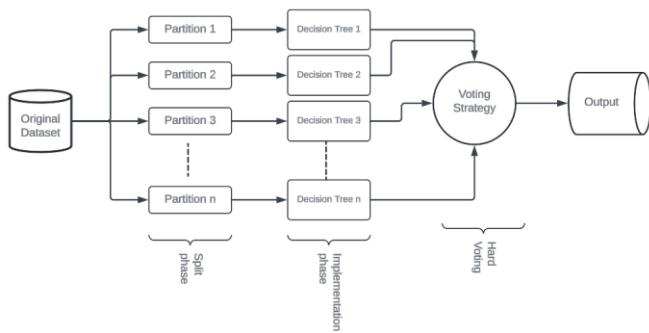 Original
Dataset
Partition 1
Partition 2
Partition 3
Partition n
Decision Tree 1
Decision Tree 2
Decision Tree 3
Decision Tree n
Voting
Strategy
Output
Split
phase
Implementation
phase
Hard
Voting